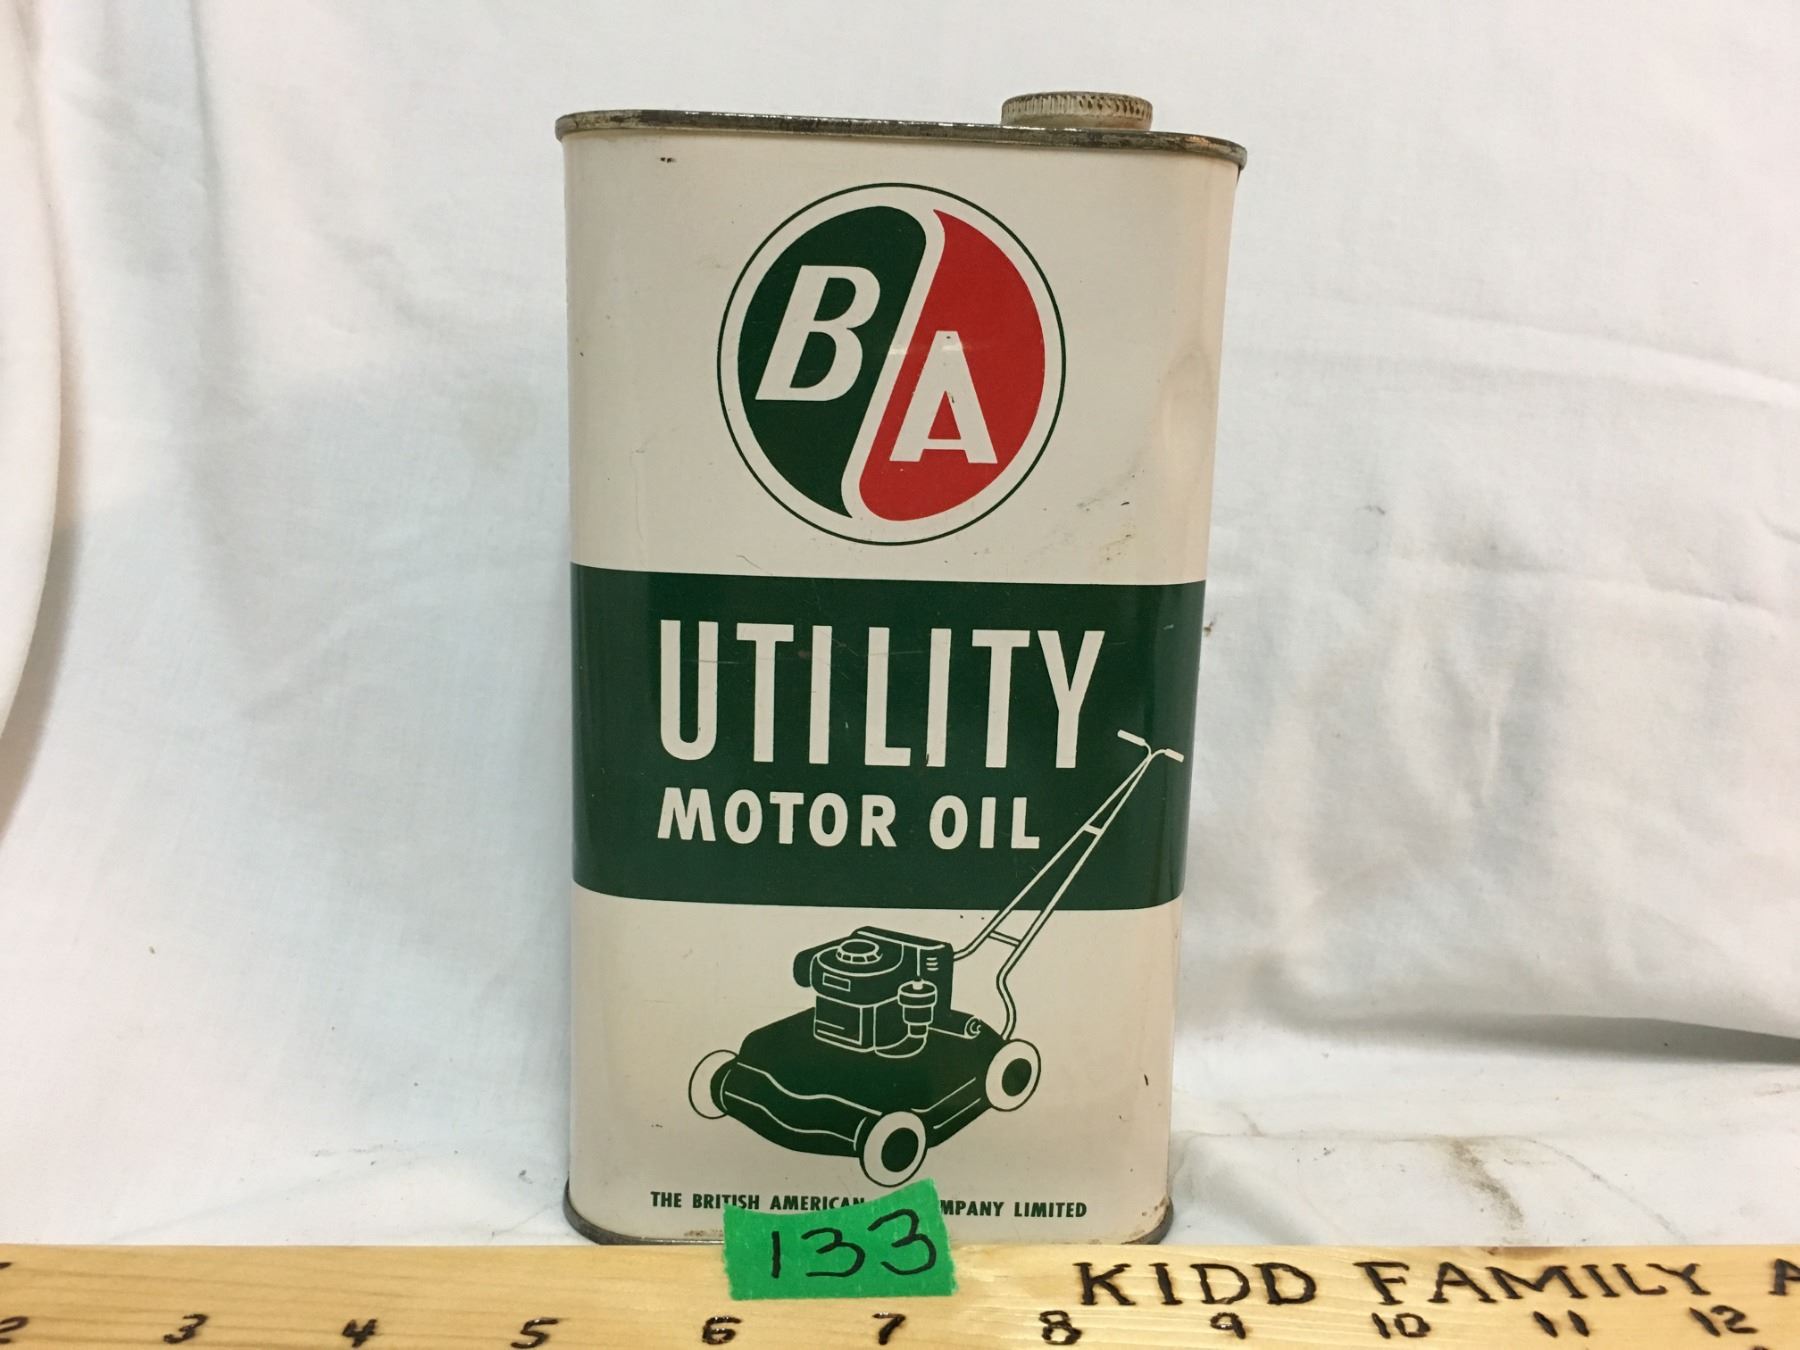 BA
UTILITY
MOTOR OIL
THE BRITISH AMERICAN MPANY LIMITED
133
KIDD FAMILY A
2 3 4 5 6 7 8 9 10 11 12